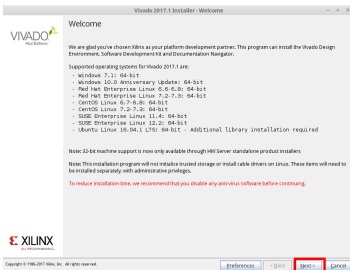 Vivado 2017.1 Installer - Welcome
VIVADO
HLx Editions
Welcome
We are glad you've chosen Xilinx as your platform development partner. This program can install the Vivado Design
Environment, Software Development Kit and Documentation Navigator.
Supported operating systems for Vivado 2017.1 are:
- Windows 7.1: 64-bit
- Windows 10.0 Anniversary Update: 64-bit
- Red Hat Enterprise Linux 6.6-6.8: 64-bit
- Red Hat Enterprise Linux 7.2-7.3: 64-bit
- CentOS Linux 6.7-6.8: 64-bit
- CentOS Linux 7.2-7.3: 64-bit
- SUSE Enterprise Linux 11.4: 64-bit
- SUSE Enterprise Linux 12.2: 64-bit
- Ubuntu Linux 16.04.1 LTS: 64-bit - Additional library installation required
Note: 32-bit machine support is now only available through HW Server standalone product installers
Note: This installation program will not initialize trusted storage or install cable drivers on Linux. These items will need to
be installed separately, with administrative privileges.
To reduce installation time, we recommend that you disable any anti-virus software before continuing.
XILINX
ALL PROGRAMMABLE.
Copyright © 1986-2017 Xilinx, Inc. All rights reserved.
Preferences
< Back
Next >
Cancel